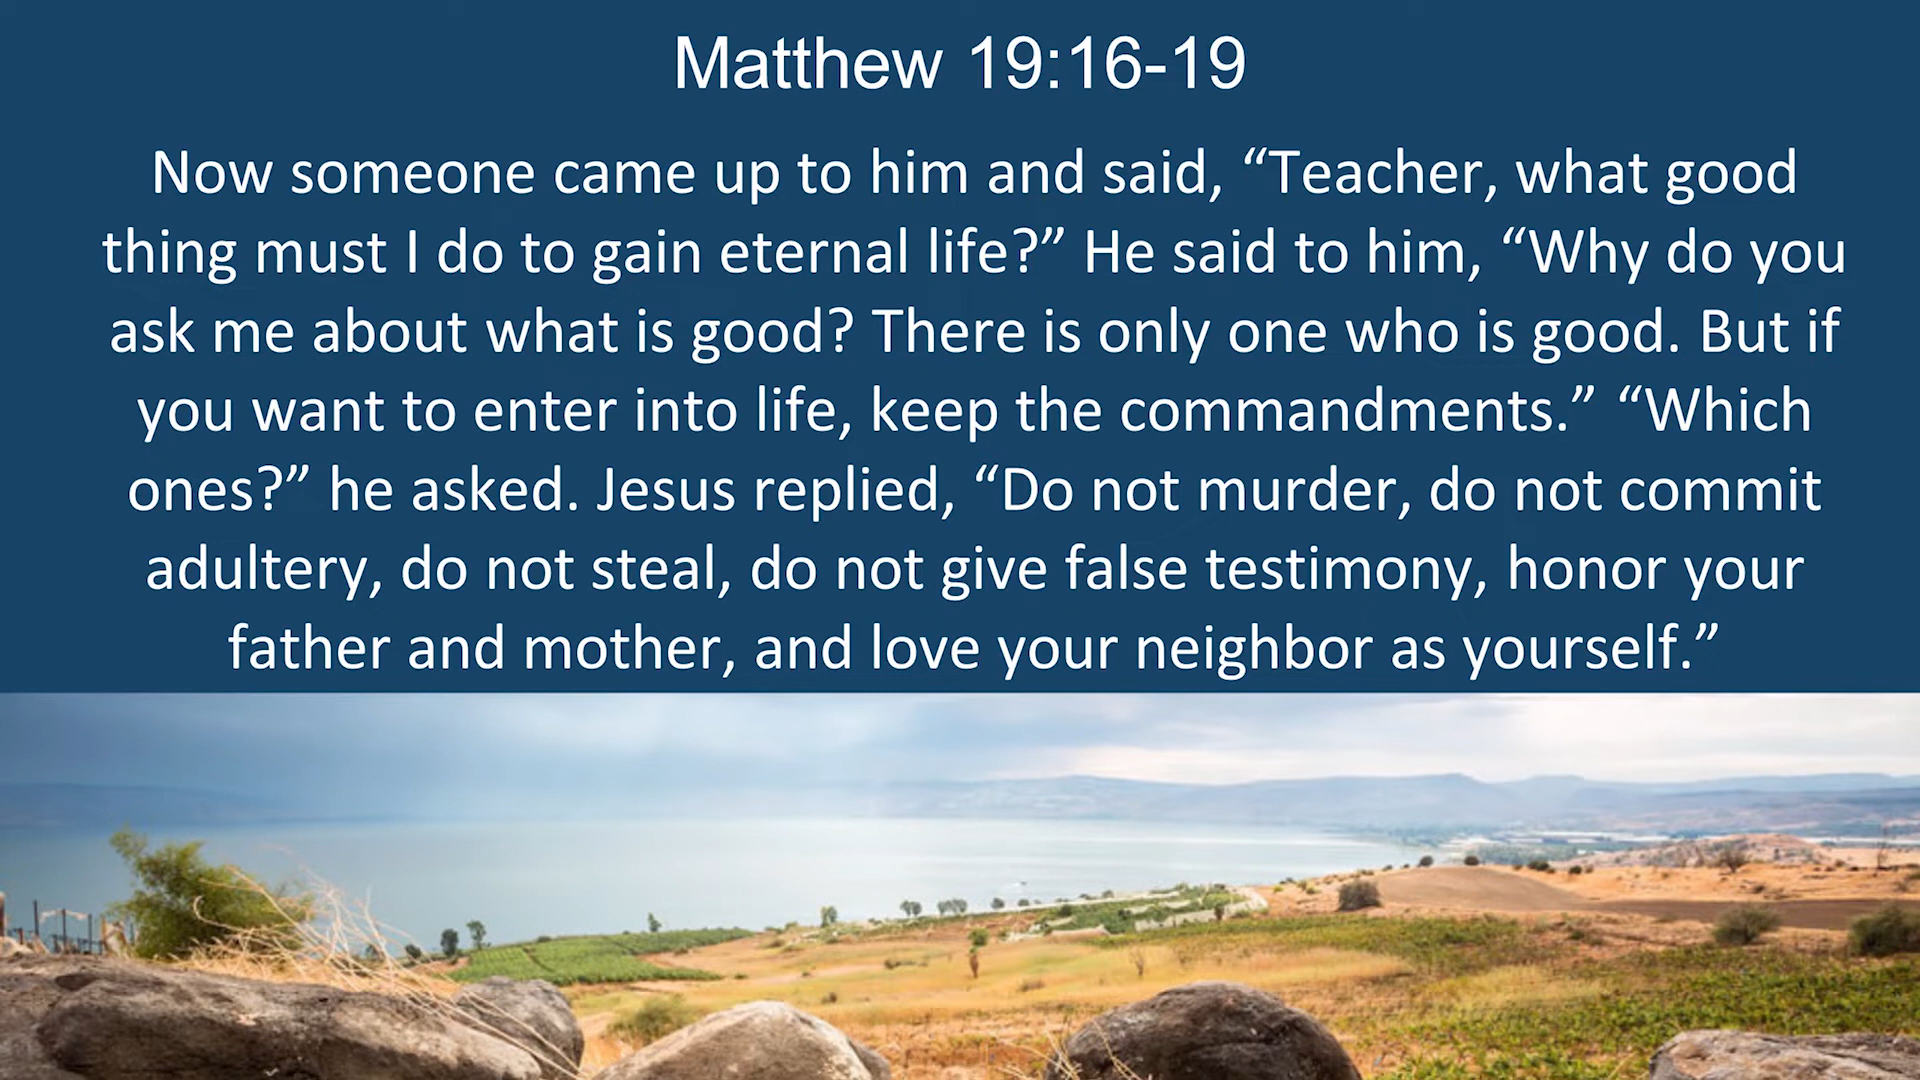 Matthew 19:16-19
Now someone came up to him and said, “Teacher, what good
thing must I do to gain eternal life?” He said to him, “Why do you
ask me about what is good? There is only one who is good. But if
you want to enter into life, keep the commandments.” “Which
ones?” he asked. Jesus replied, “Do not murder, do not commit
adultery, do not steal, do not give false testimony, honor your
father and mother, and love your neighbor as yourself.”